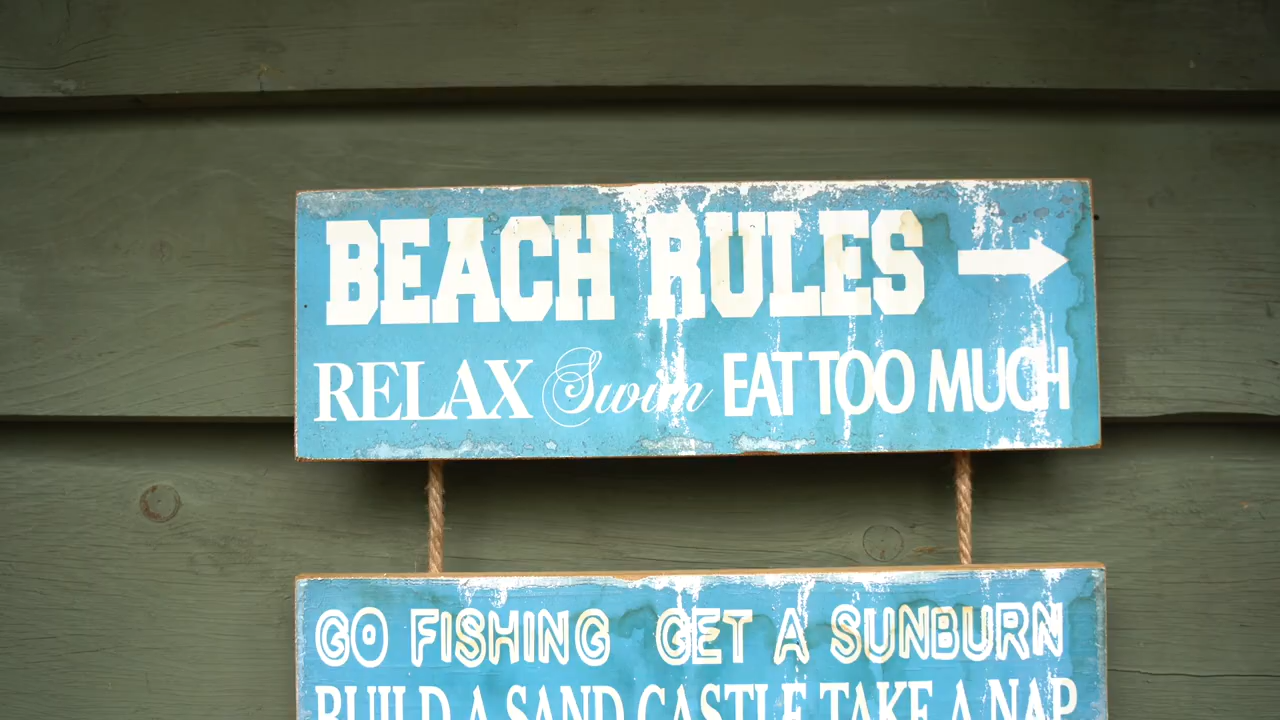 BEACH RULES →
RELAX Swim EAT TOO MUCH
GO FISHING GET A SUNBURN
BUILD A SAND CASTLE TAKE A NAP